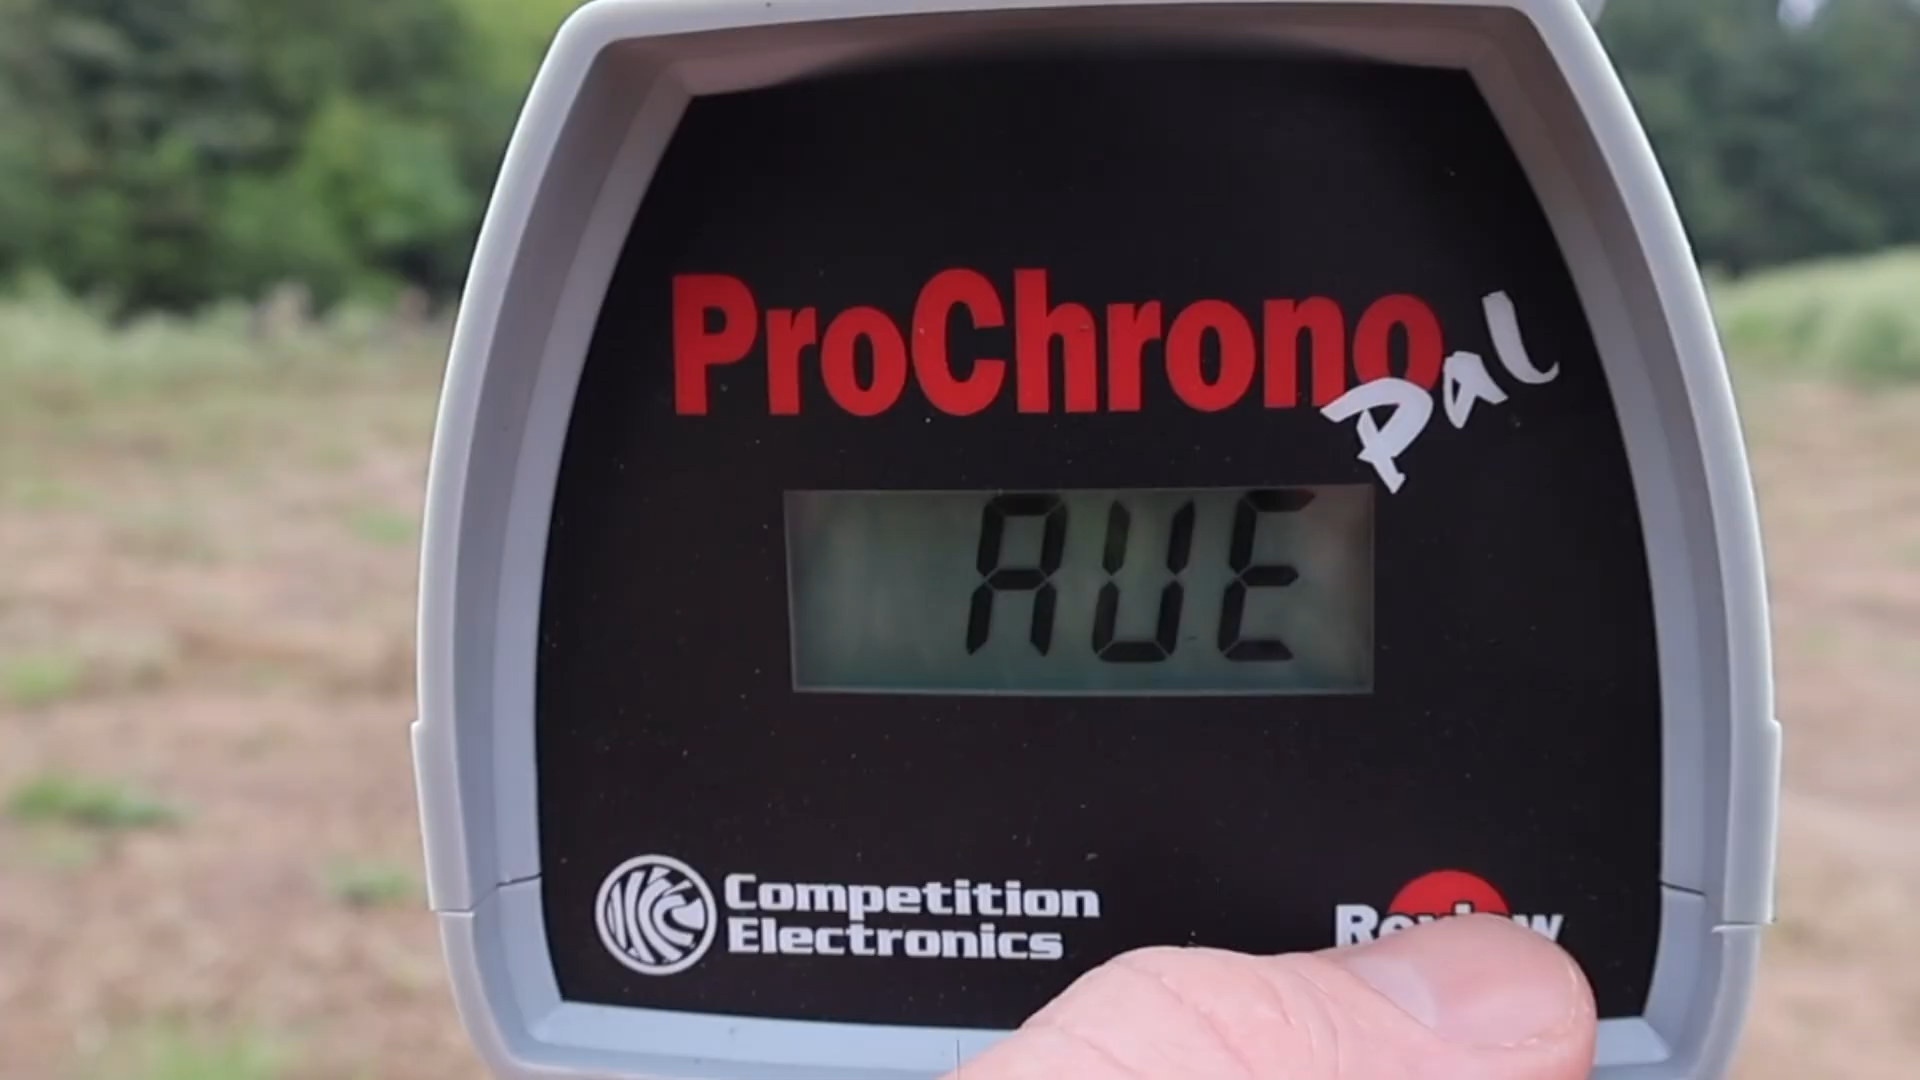 ProChrono
Pal
AUE
Competition
Electronics
Review